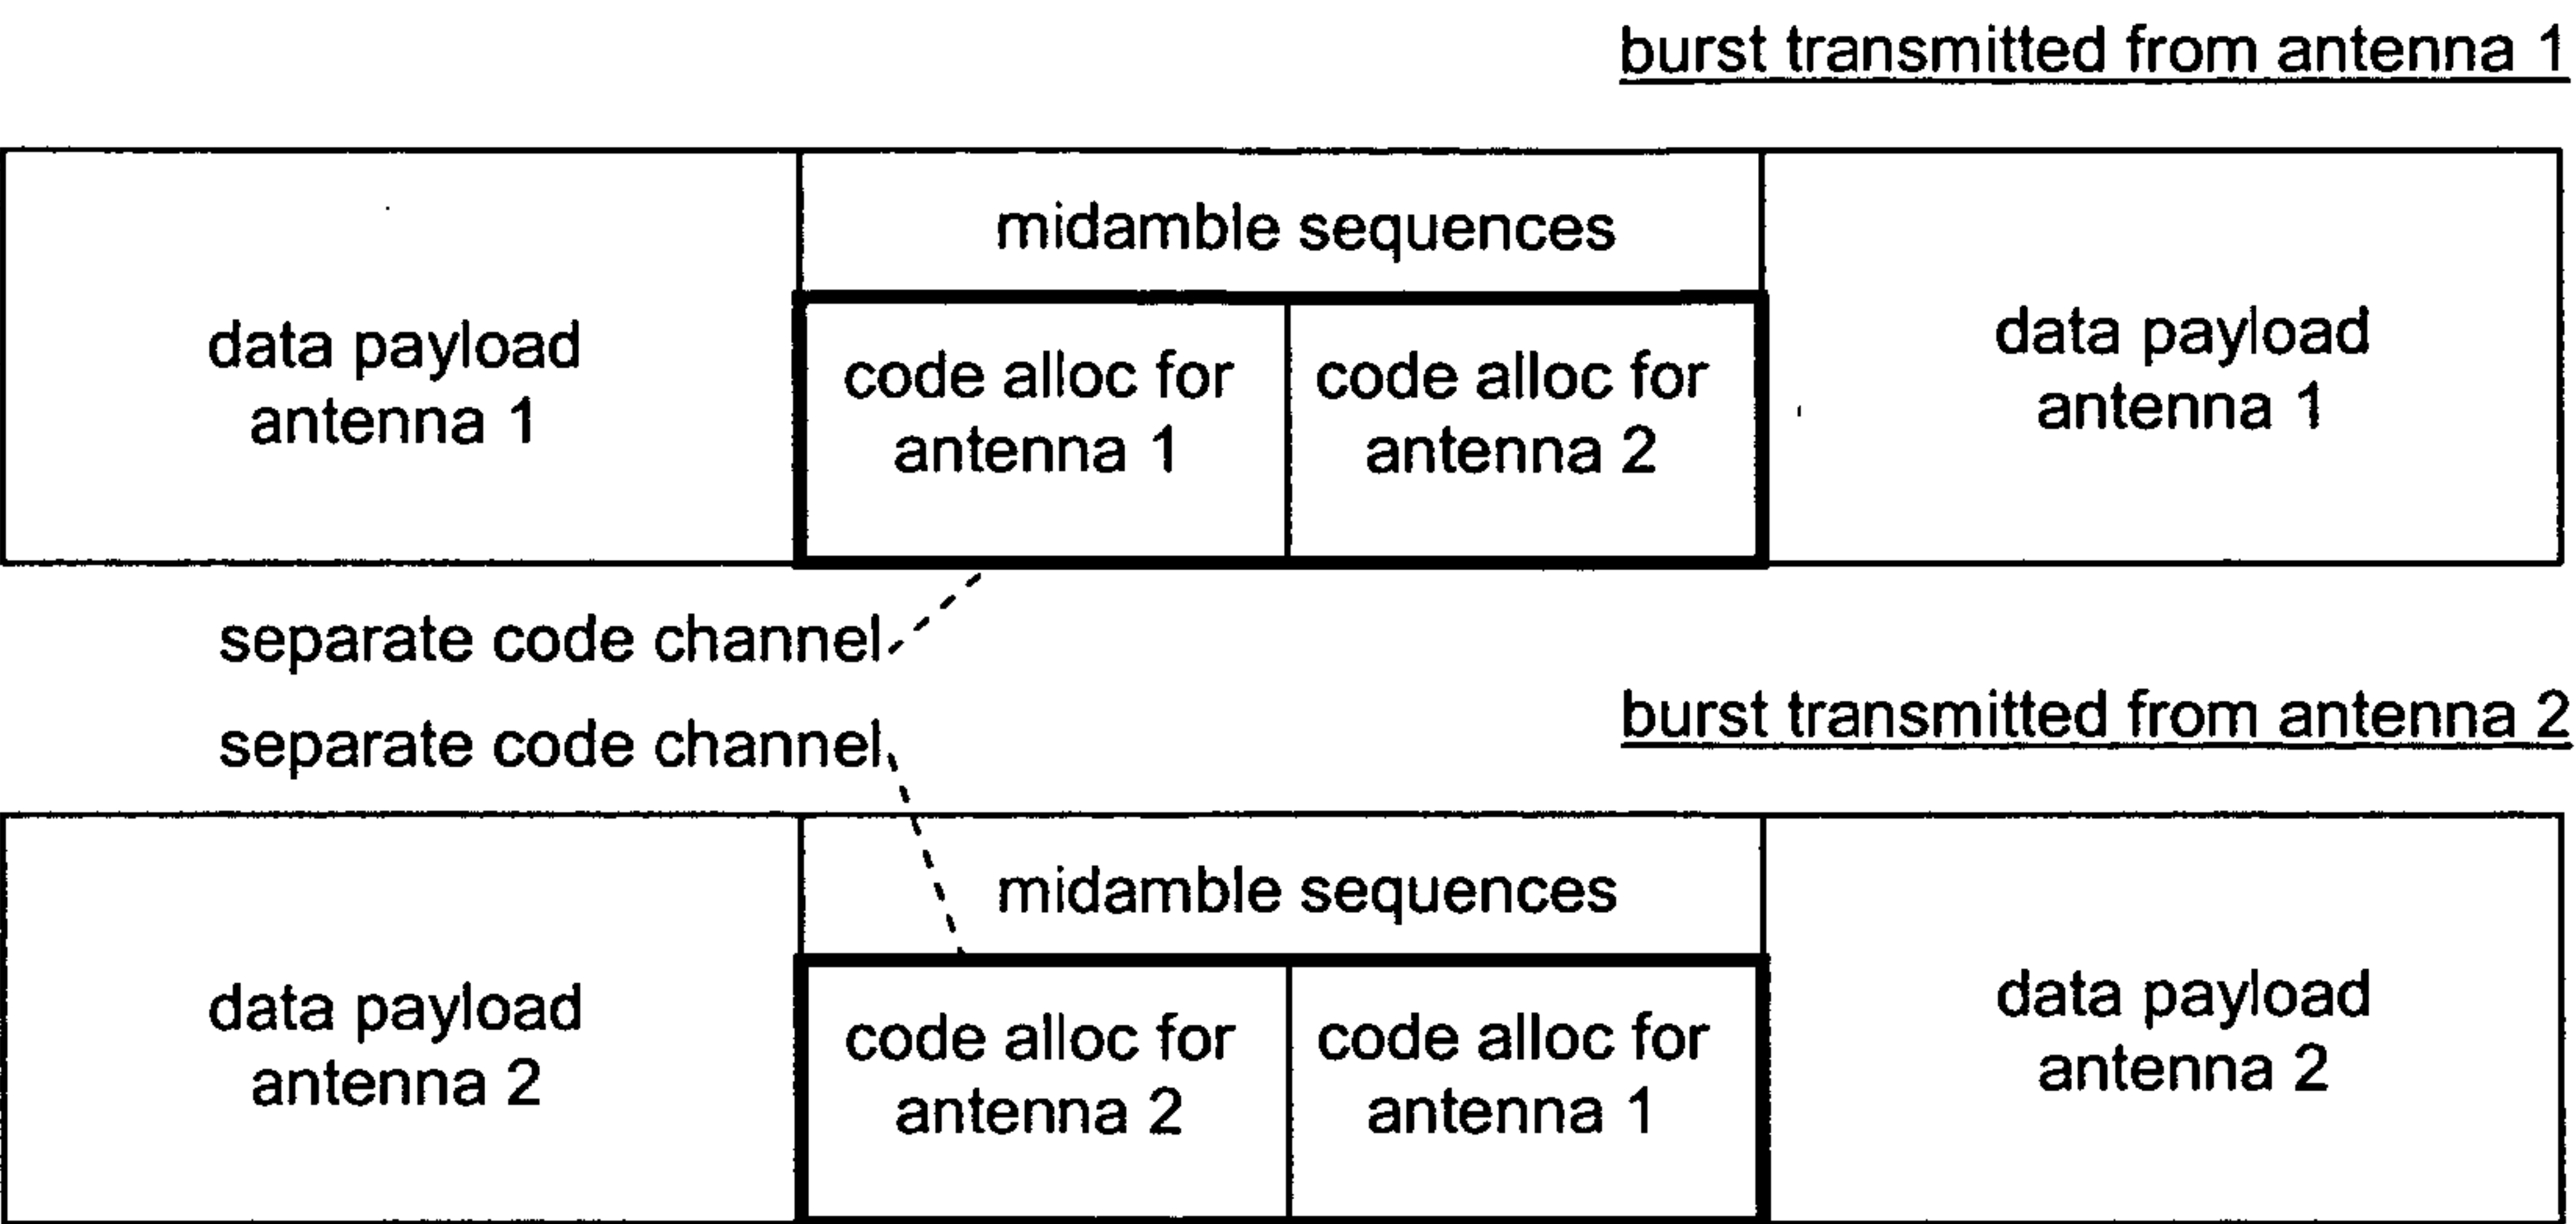 burst transmitted from antenna 1
midamble sequences
data payload
antenna 1
code alloc for
antenna 1
code alloc for
antenna 2
data payload
antenna 1
separate code channel
separate code channel
burst transmitted from antenna 2
midamble sequences
data payload
antenna 2
code alloc for
antenna 2
code alloc for
antenna 1
data payload
antenna 2